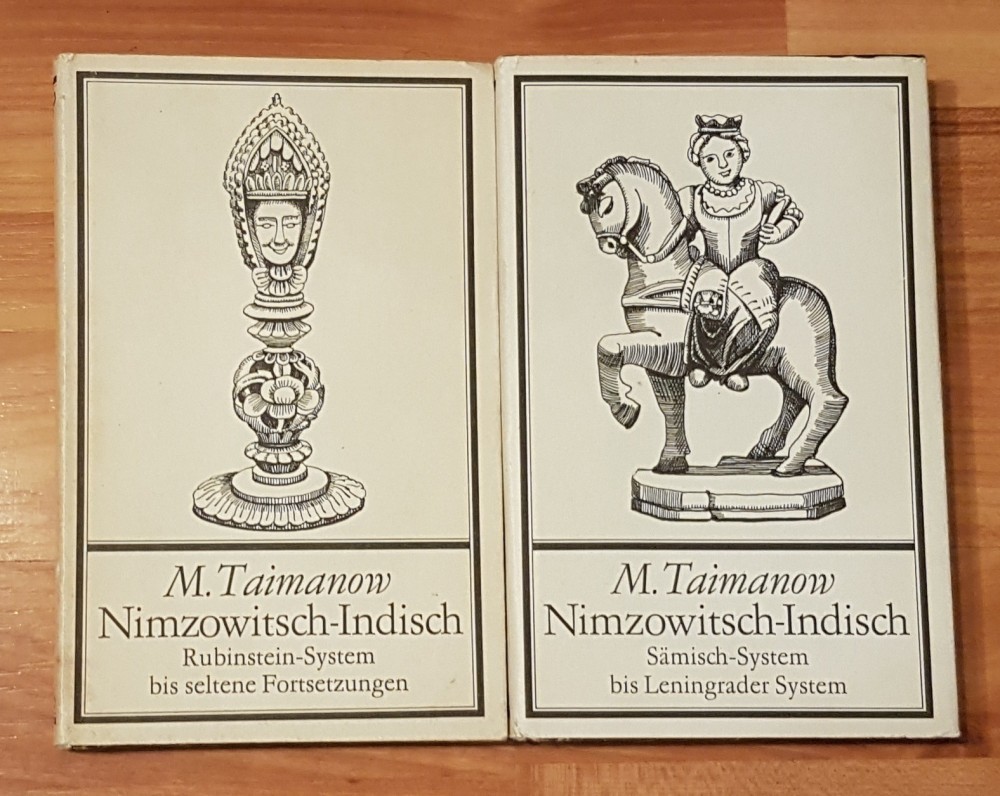 M. Taimanow
Nimzowitsch-Indisch
Rubinstein-System
bis seltene Fortsetzungen
M. Taimanow
Nimzowitsch-Indisch
Sämisch-System
bis Leningrader System